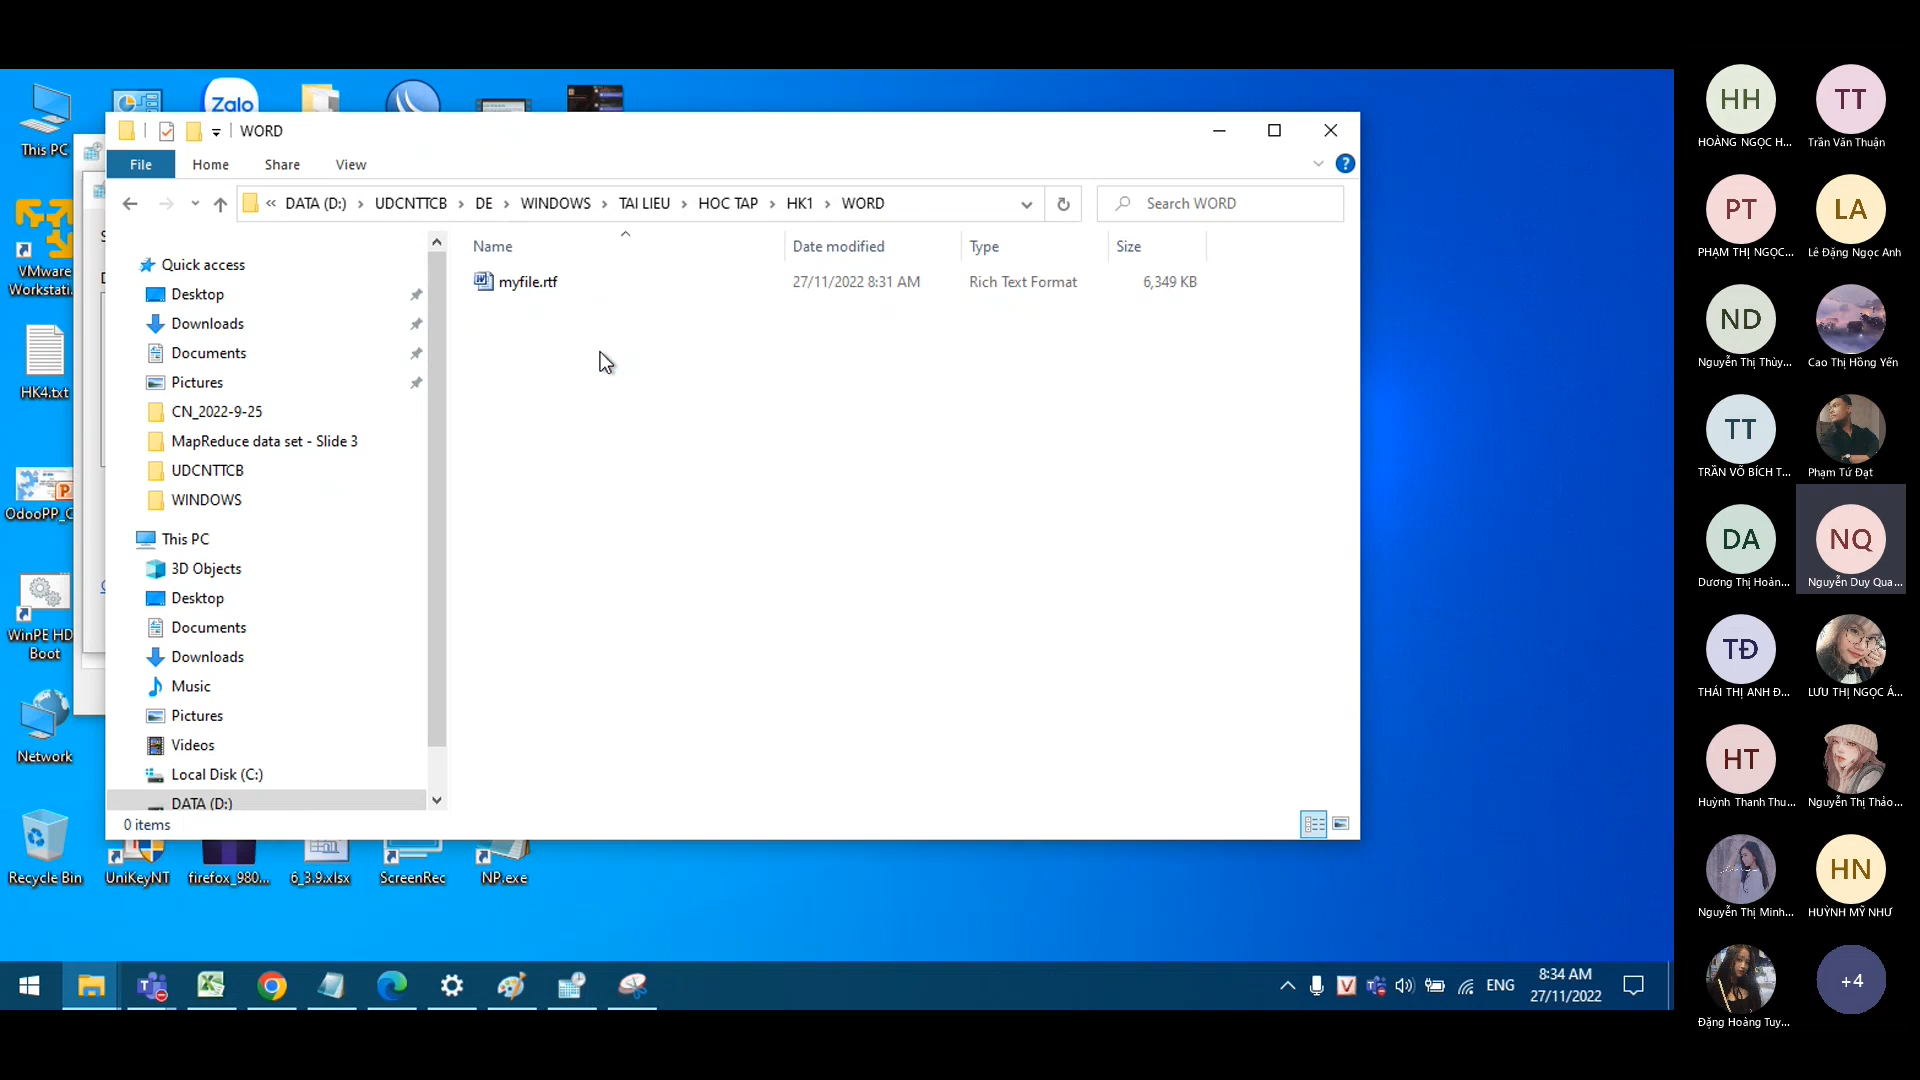 WORD
File Home Share View
« DATA (D:) › UDCNTTCB › DE › WINDOWS › TAI LIEU › HOC TAP › HK1 › WORD
Search WORD
Name Date modified Type Size
myfile.rtf 27/11/2022 8:31 AM Rich Text Format 6,349 KB
Quick access
Desktop
Downloads
Documents
Pictures
CN_2022-9-25
MapReduce data set - Slide 3
UDCNTTCB
WINDOWS
This PC
3D Objects
Desktop
Documents
Downloads
Music
Pictures
Videos
Local Disk (C:)
DATA (D:)
0 items
Zalo
This PC
VMware
Workstati...
HK4.txt
OdooPP_C
WinPE HD
Boot
Network
Recycle Bin
UniKeyNT
firefox_980...
6_3.9.xlsx
ScreenRec
NP.exe
ENG
8:34 AM
27/11/2022
HH
HOÀNG NGỌC H...
TT
Trần Văn Thuận
PT
PHẠM THỊ NGỌC...
LA
Lê Đặng Ngọc Anh
ND
Nguyễn Thị Thùy...
Cao Thị Hồng Yến
TT
TRẦN VÕ BÍCH T...
Phạm Tứ Đạt
DA
Dương Thị Hoàn...
NQ
Nguyễn Duy Qua...
TĐ
THÁI THỊ ANH Đ...
LƯU THỊ NGỌC Á...
HT
Huỳnh Thanh Thu...
Nguyễn Thị Thảo...
Nguyễn Thị Minh...
HN
HUỲNH MỸ NHƯ
Đặng Hoàng Tuy...
+4